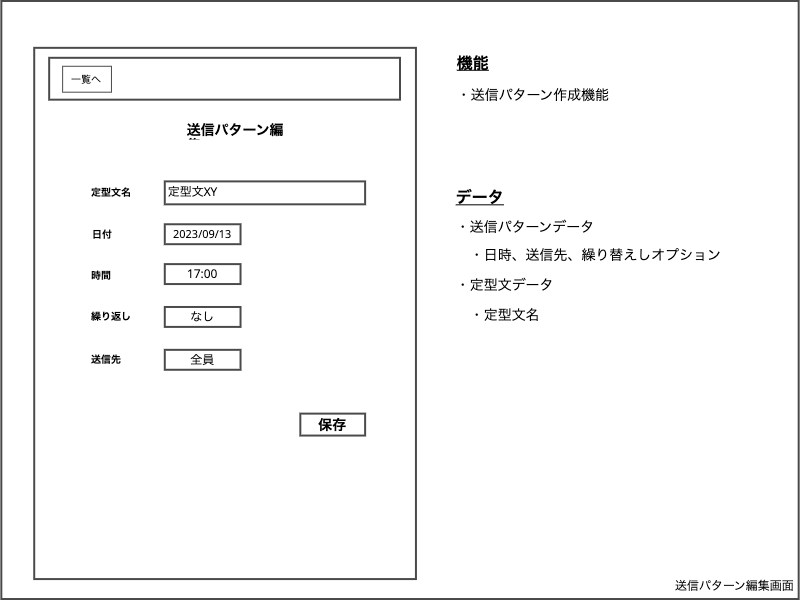 一覧へ
送信パターン編
定型文名
定型文XY
日付
2023/09/13
時間
17:00
繰り返し
なし
送信先
全員
保存
機能
・送信パターン作成機能
データ
・送信パターンデータ
・日時、送信先、繰り替えしオプション
・定型文データ
・定型文名
送信パターン編集画面